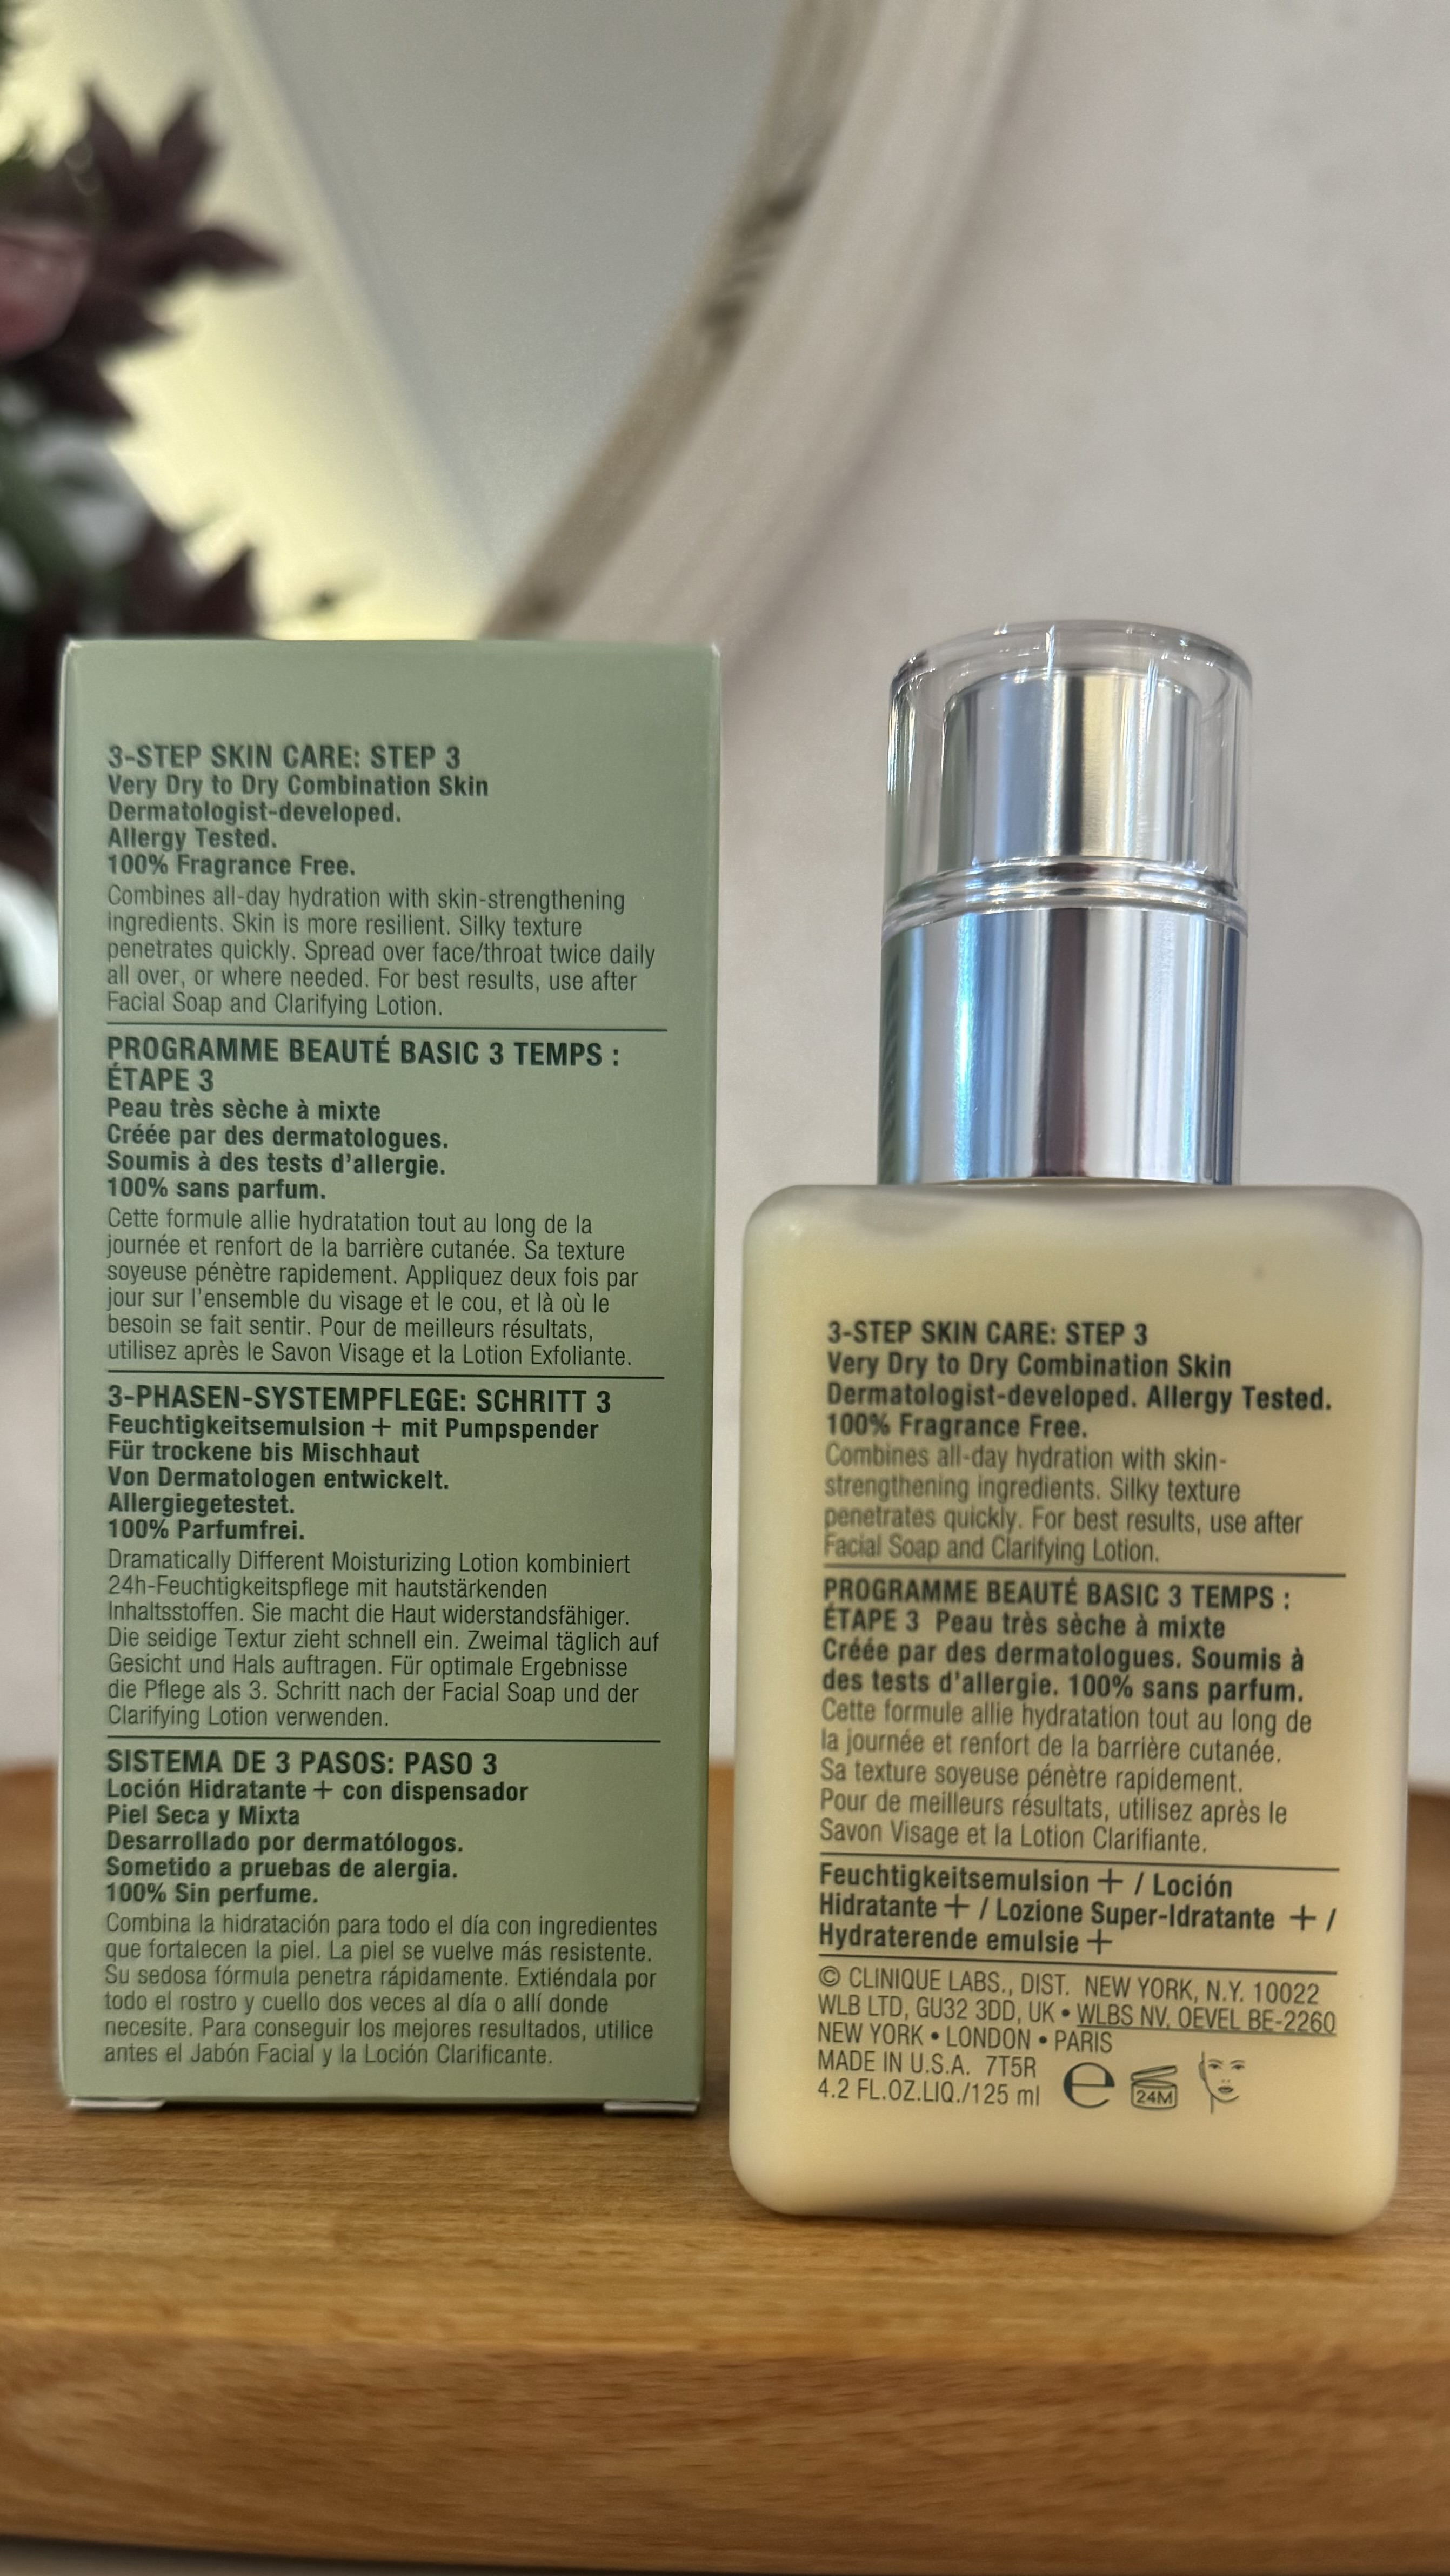 3-STEP SKIN CARE: STEP 3
Very Dry to Dry Combination Skin
Dermatologist-developed.
Allergy Tested.
100% Fragrance Free.
Combines all-day hydration with skin-strengthening
ingredients. Skin is more resilient. Silky texture
penetrates quickly. Spread over face/throat twice daily
all over, or where needed. For best results, use after
Facial Soap and Clarifying Lotion.
PROGRAMME BEAUTÉ BASIC 3 TEMPS :
ÉTAPE 3
Peau très sèche à mixte
Créée par des dermatologues.
Soumis à des tests d'allergie.
100% sans parfum.
Cette formule allie hydratation tout au long de la
journée et renfort de la barrière cutanée. Sa texture
soyeuse pénètre rapidement. Appliquez deux fois par
jour sur l'ensemble du visage et le cou, et là où le
besoin se fait sentir. Pour de meilleurs résultats,
utilisez après le Savon Visage et la Lotion Exfoliante.
3-PHASEN-SYSTEMPFLEGE: SCHRITT 3
Feuchtigkeitsemulsion + mit Pumpspender
Für trockene bis Mischhaut
Von Dermatologen entwickelt.
Allergiegetestet.
100% Parfumfrei.
Dramatically Different Moisturizing Lotion kombiniert
24h-Feuchtigkeitspflege mit hautstärkenden
Inhaltsstoffen. Sie macht die Haut widerstandsfähiger.
Die seidige Textur zieht schnell ein. Zweimal täglich auf
Gesicht und Hals auftragen. Für optimale Ergebnisse
die Pflege als 3. Schritt nach der Facial Soap und der
Clarifying Lotion verwenden.
SISTEMA DE 3 PASOS: PASO 3
Loción Hidratante + con dispensador
Piel Seca y Mixta
Desarrollado por dermatólogos.
Sometido a pruebas de alergia.
100% Sin perfume.
Combina la hidratación para todo el día con ingredientes
que fortalecen la piel. La piel se vuelve más resistente.
Su sedosa fórmula penetra rápidamente. Extiéndala por
todo el rostro y cuello dos veces al día o allí donde
necesite. Para conseguir los mejores resultados, utilice
antes el Jabón Facial y la Loción Clarificante.
3-STEP SKIN CARE: STEP 3
Very Dry to Dry Combination Skin
Dermatologist-developed. Allergy Tested.
100% Fragrance Free.
Combines all-day hydration with skin-
strengthening ingredients. Silky texture
penetrates quickly. For best results, use after
Facial Soap and Clarifying Lotion.
PROGRAMME BEAUTÉ BASIC 3 TEMPS :
ÉTAPE 3 Peau très sèche à mixte
Créée par des dermatologues. Soumis à
des tests d'allergie. 100% sans parfum.
Cette formule allie hydratation tout au long de
la journée et renfort de la barrière cutanée.
Sa texture soyeuse pénètre rapidement.
Pour de meilleurs résultats, utilisez après le
Savon Visage et la Lotion Clarifiante.
Feuchtigkeitsemulsion + / Loción
Hidratante + / Lozione Super-Idratante + /
Hydraterende emulsie +
© CLINIQUE LABS., DIST. NEW YORK, N.Y. 10022
WLB LTD, GU32 3DD, UK • WLBS NV, OEVEL BE-2260
NEW YORK • LONDON • PARIS
MADE IN U.S.A. 7T5R
4.2 FL.OZ.LIQ./125 ml e 24M